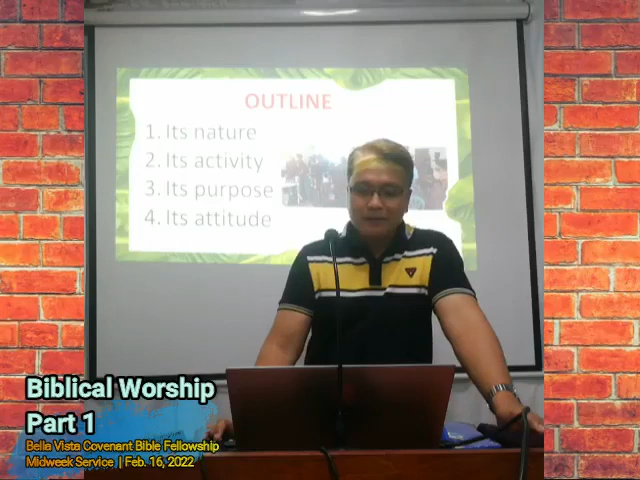 OUTLINE
1. Its nature
2. Its activity
3. Its purpose
4. Its attitude
Biblical Worship
Part 1
Bella Vista Covenant Bible Fellowship
Midweek Service | Feb. 16, 2022